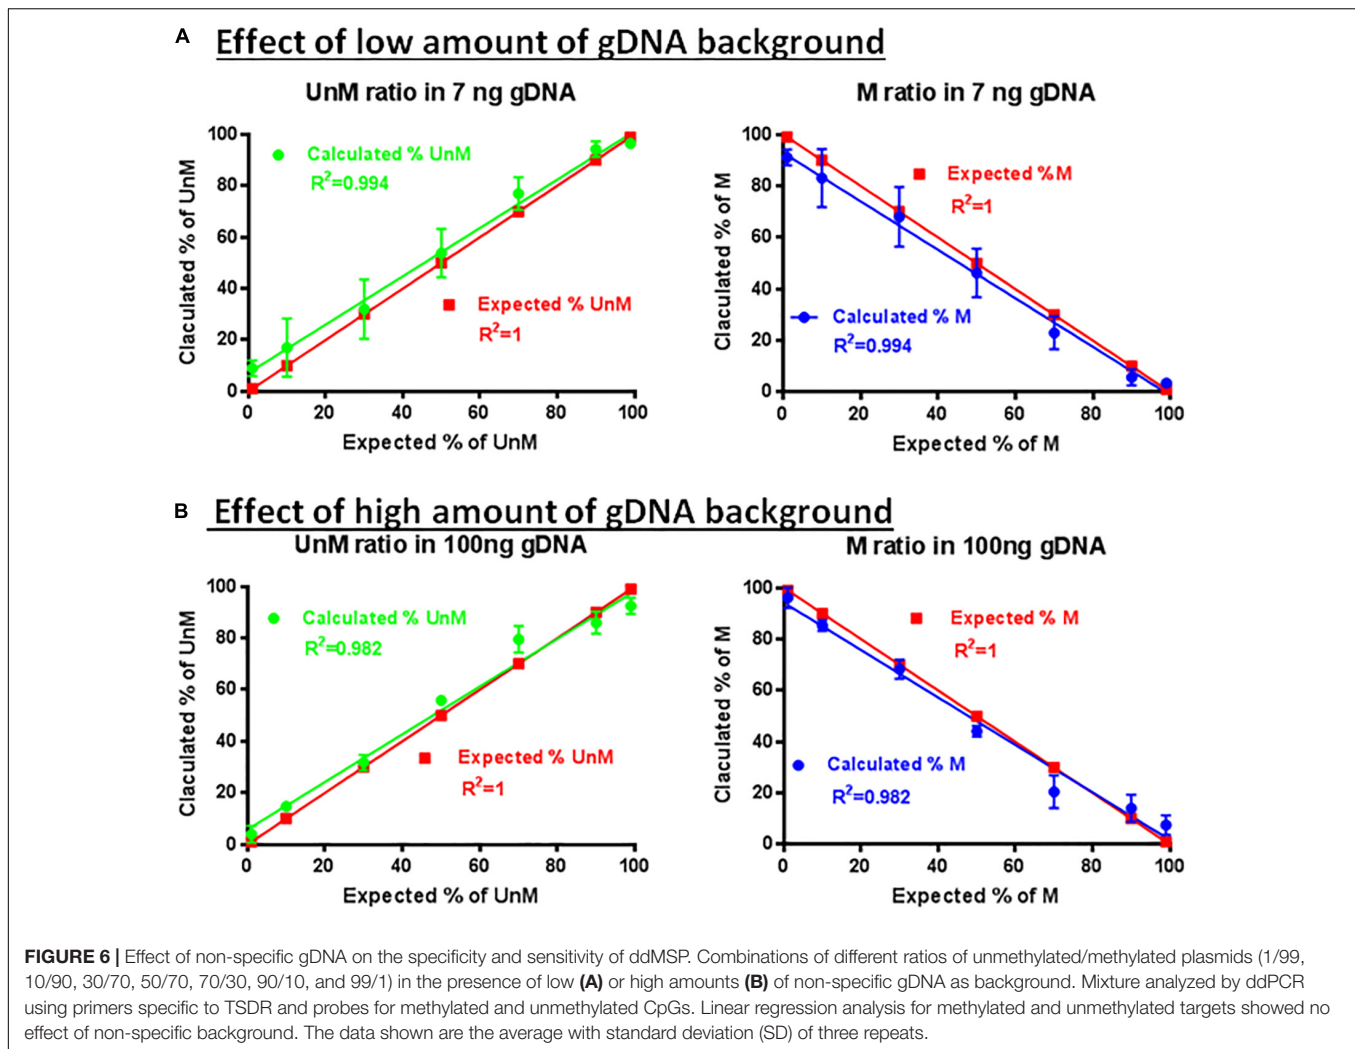 A Effect of low amount of gDNA background
UnM ratio in 7 ng gDNA
Claculated % of UnM
100
80
60
40
20
0
Calculated % UnM
R²=0.994
Expected % UnM
R²=1
0 20 40 60 80 100
Expected % of UnM
M ratio in 7 ng gDNA
Claculated % of M
100
80
60
40
20
0
Expected %M
R²=1
Calculated % M
R²=0.994
0 20 40 60 80 100
Expected % of M
B Effect of high amount of gDNA background
UnM ratio in 100ng gDNA
Claculated % of UnM
100
80
60
40
20
0
Calculated % UnM
R²=0.982
Expected % UnM
R²=1
0 20 40 60 80 100
Expected % of UnM
M ratio in 100ng gDNA
Claculated % of M
100
80
60
40
20
0
Expected % M
R²=1
Calculated % M
R²=0.982
0 20 40 60 80 100
Expected % of M
FIGURE 6 | Effect of non-specific gDNA on the specificity and sensitivity of ddMSP. Combinations of different ratios of unmethylated/methylated plasmids (1/99,
10/90, 30/70, 50/70, 70/30, 90/10, and 99/1) in the presence of low (A) or high amounts (B) of non-specific gDNA as background. Mixture analyzed by ddPCR
using primers specific to TSDR and probes for methylated and unmethylated CpGs. Linear regression analysis for methylated and unmethylated targets showed no
effect of non-specific background. The data shown are the average with standard deviation (SD) of three repeats.